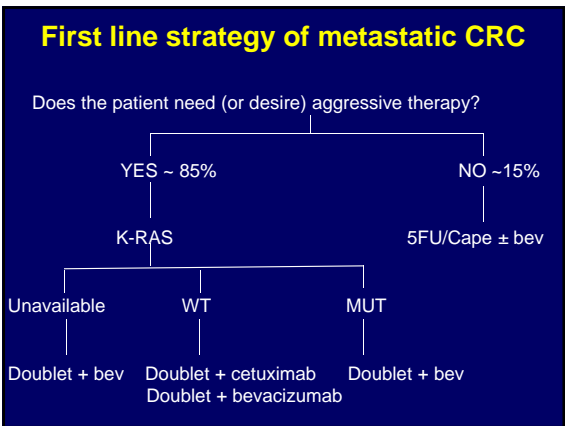 First line strategy of metastatic CRC
Does the patient need (or desire) aggressive therapy?
YES ~ 85%
NO ~15%
K-RAS
5FU/Cape ± bev
Unavailable
WT
MUT
Doublet + bev
Doublet + cetuximab
Doublet + bevacizumab
Doublet + bev